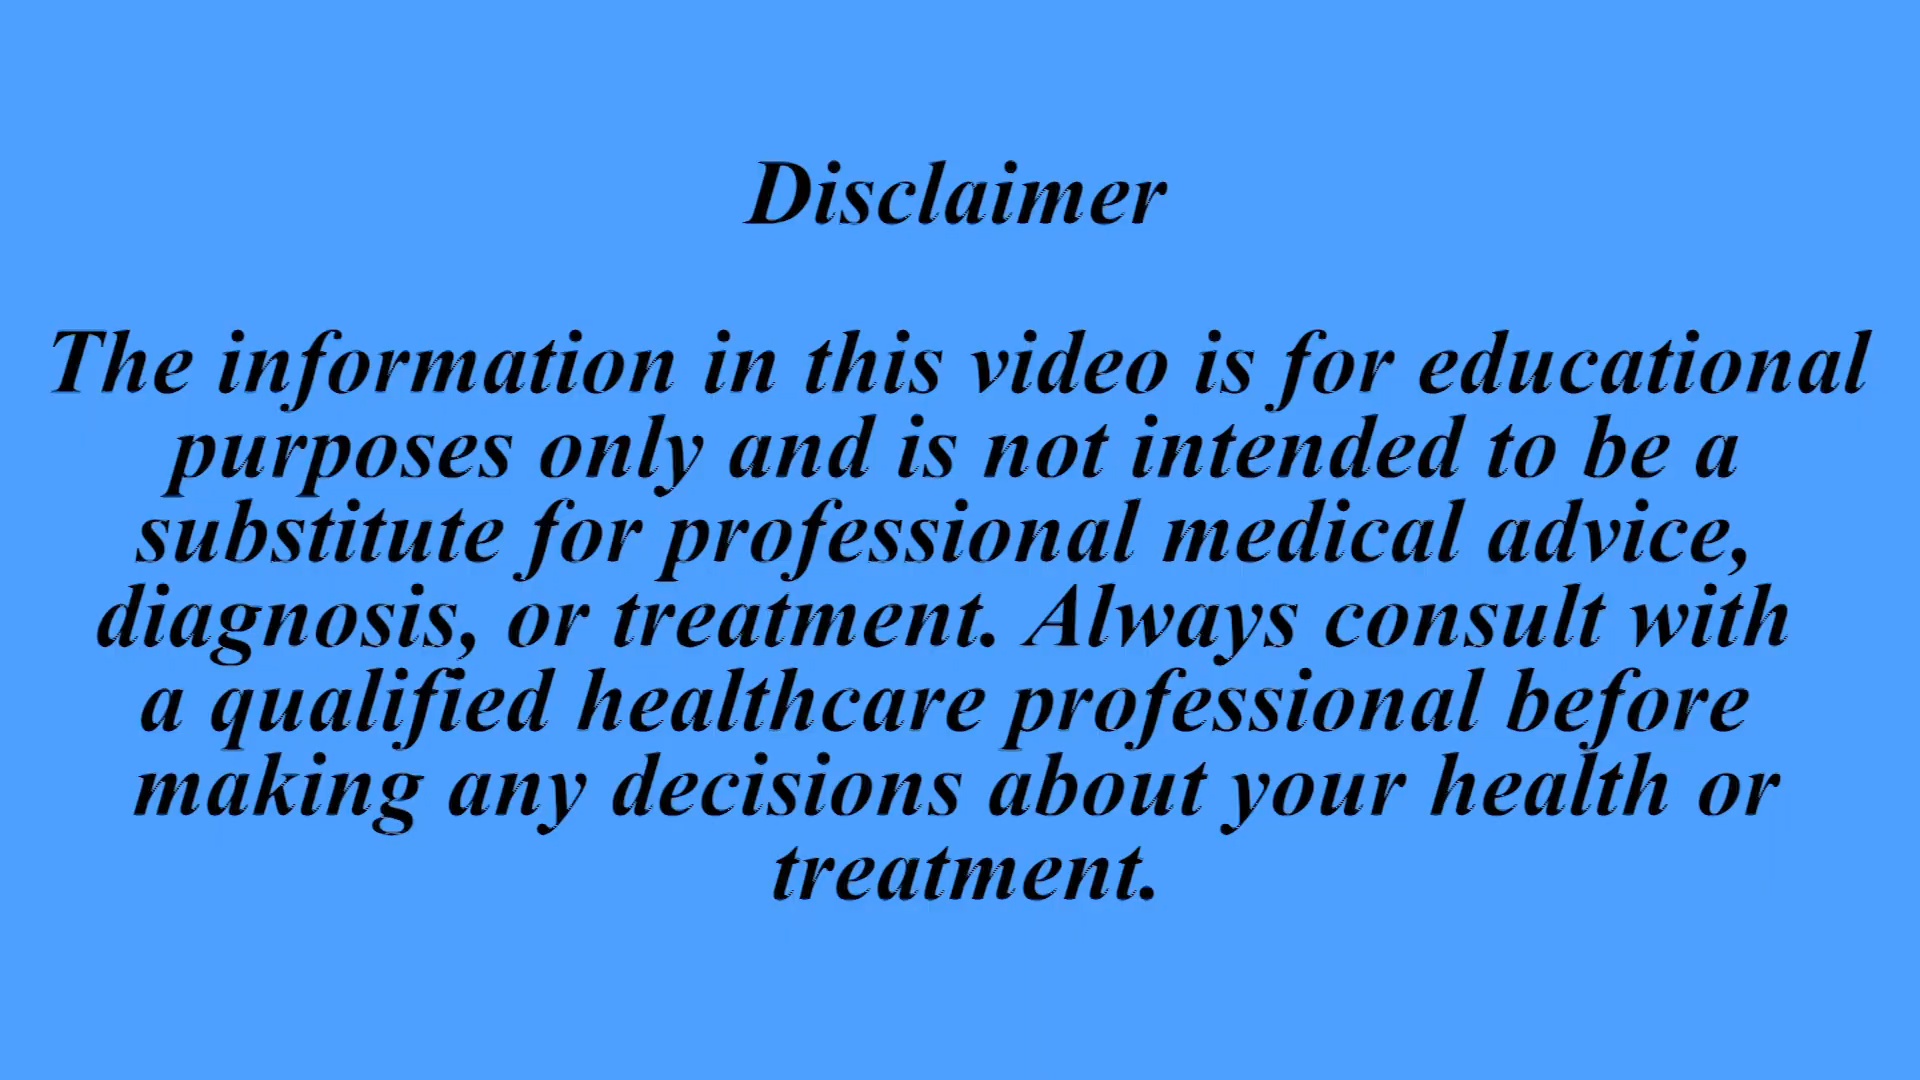 Disclaimer
The information in this video is for educational
purposes only and is not intended to be a
substitute for professional medical advice,
diagnosis, or treatment. Always consult with
a qualified healthcare professional before
making any decisions about your health or
treatment.